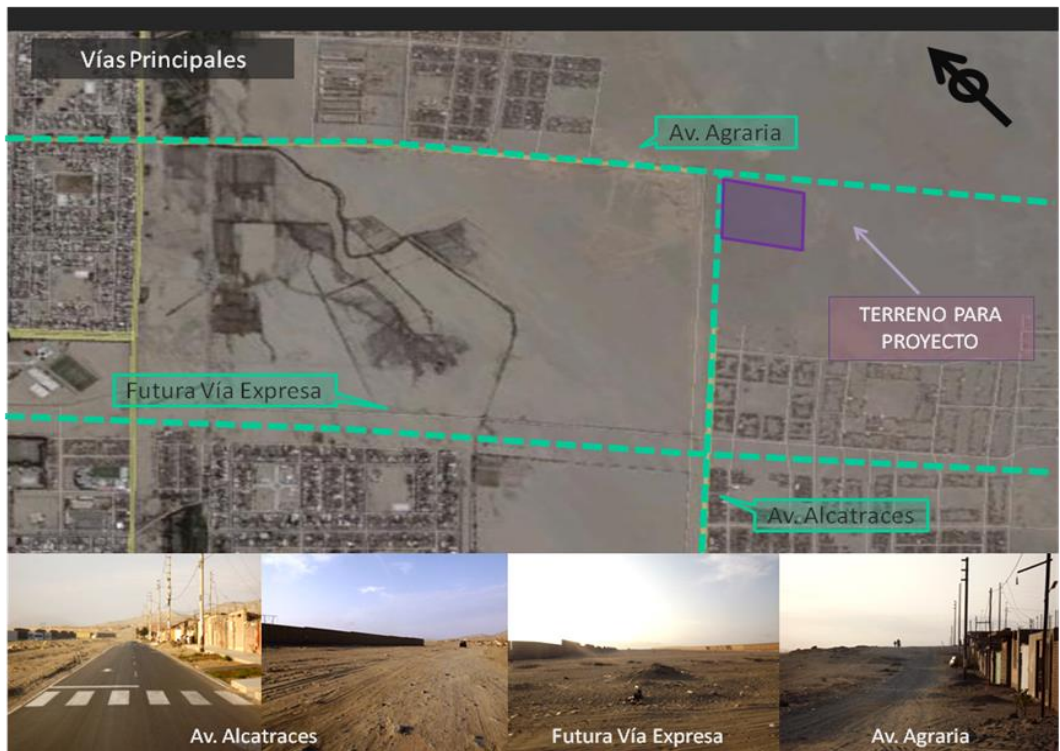 Vías Principales
Av. Agraria
TERRENO PARA
PROYECTO
Futura Vía Expresa
Av. Alcatraces
Av. Alcatraces
Futura Vía Expresa
Av. Agraria